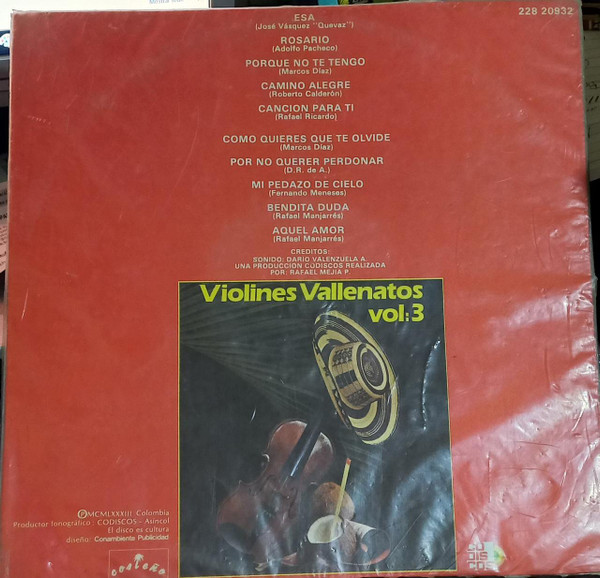 228 20932
ESA
(José Vásquez "Quevaz")
ROSARIO
(Adolfo Pacheco)
PORQUE NO TE TENGO
(Marcos Díaz)
CAMINO ALEGRE
(Roberto Calderón)
CANCION PARA TI
(Rafael Ricardo)
COMO QUIERES QUE TE OLVIDE
(Marcos Díaz)
POR NO QUERER PERDONAR
(D.R. de A.)
MI PEDAZO DE CIELO
(Fernando Meneses)
BENDITA DUDA
(Rafael Manjarrés)
AQUEL AMOR
(Rafael Manjarrés)
CREDITOS:
SONIDO: DARIO VALENZUELA A.
UNA PRODUCCION CODISCOS REALIZADA
POR: RAFAEL MEJIA P.
Violines Vallenatos
vol:3
ⓅMCMLXXXIII Colombia
Productor fonográfico: CODISCOS - Asincol
El disco es cultura
diseño: Conambiente Publicidad
costeño
CO
DIS
COS